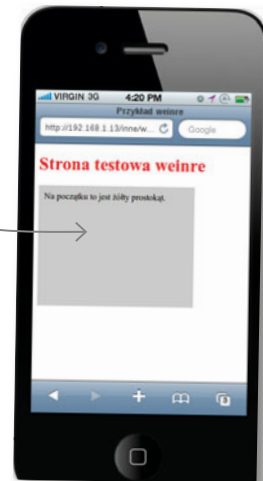 VIRGIN 3G 4:20 PM
Przykład weinre
http://192.168.1.13/inne/w... Google
Strona testowa weinre
Na początku to jest żółty prostokąt.